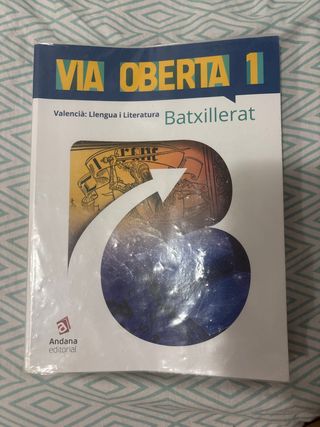 VIA OBERTA 1
Valencià: Llengua i Literatura
Batxillerat
Andana
editorial